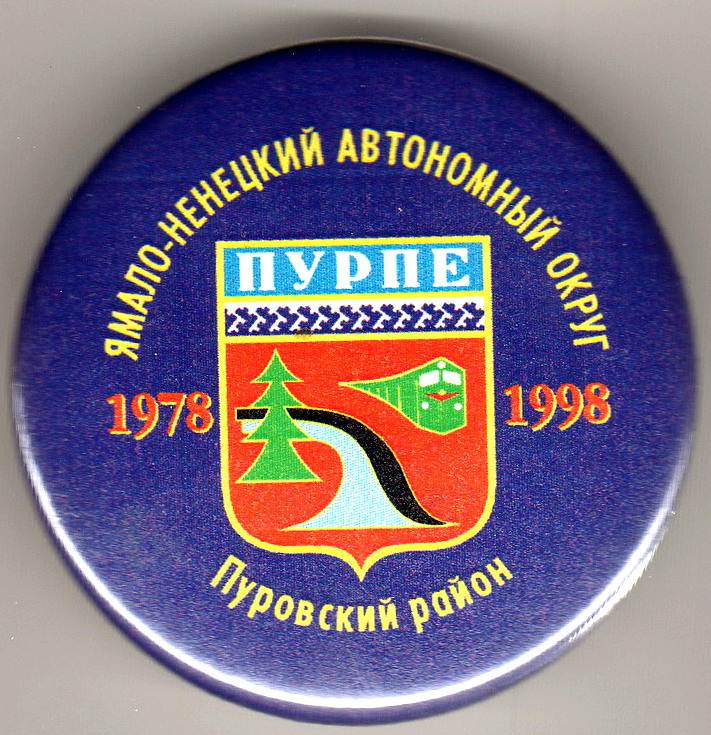 ЯМАЛО-НЕНЕЦКИЙ АВТОНОМНЫЙ ОКРУГ
ПУРПЕ
1978 1998
Пуровский район